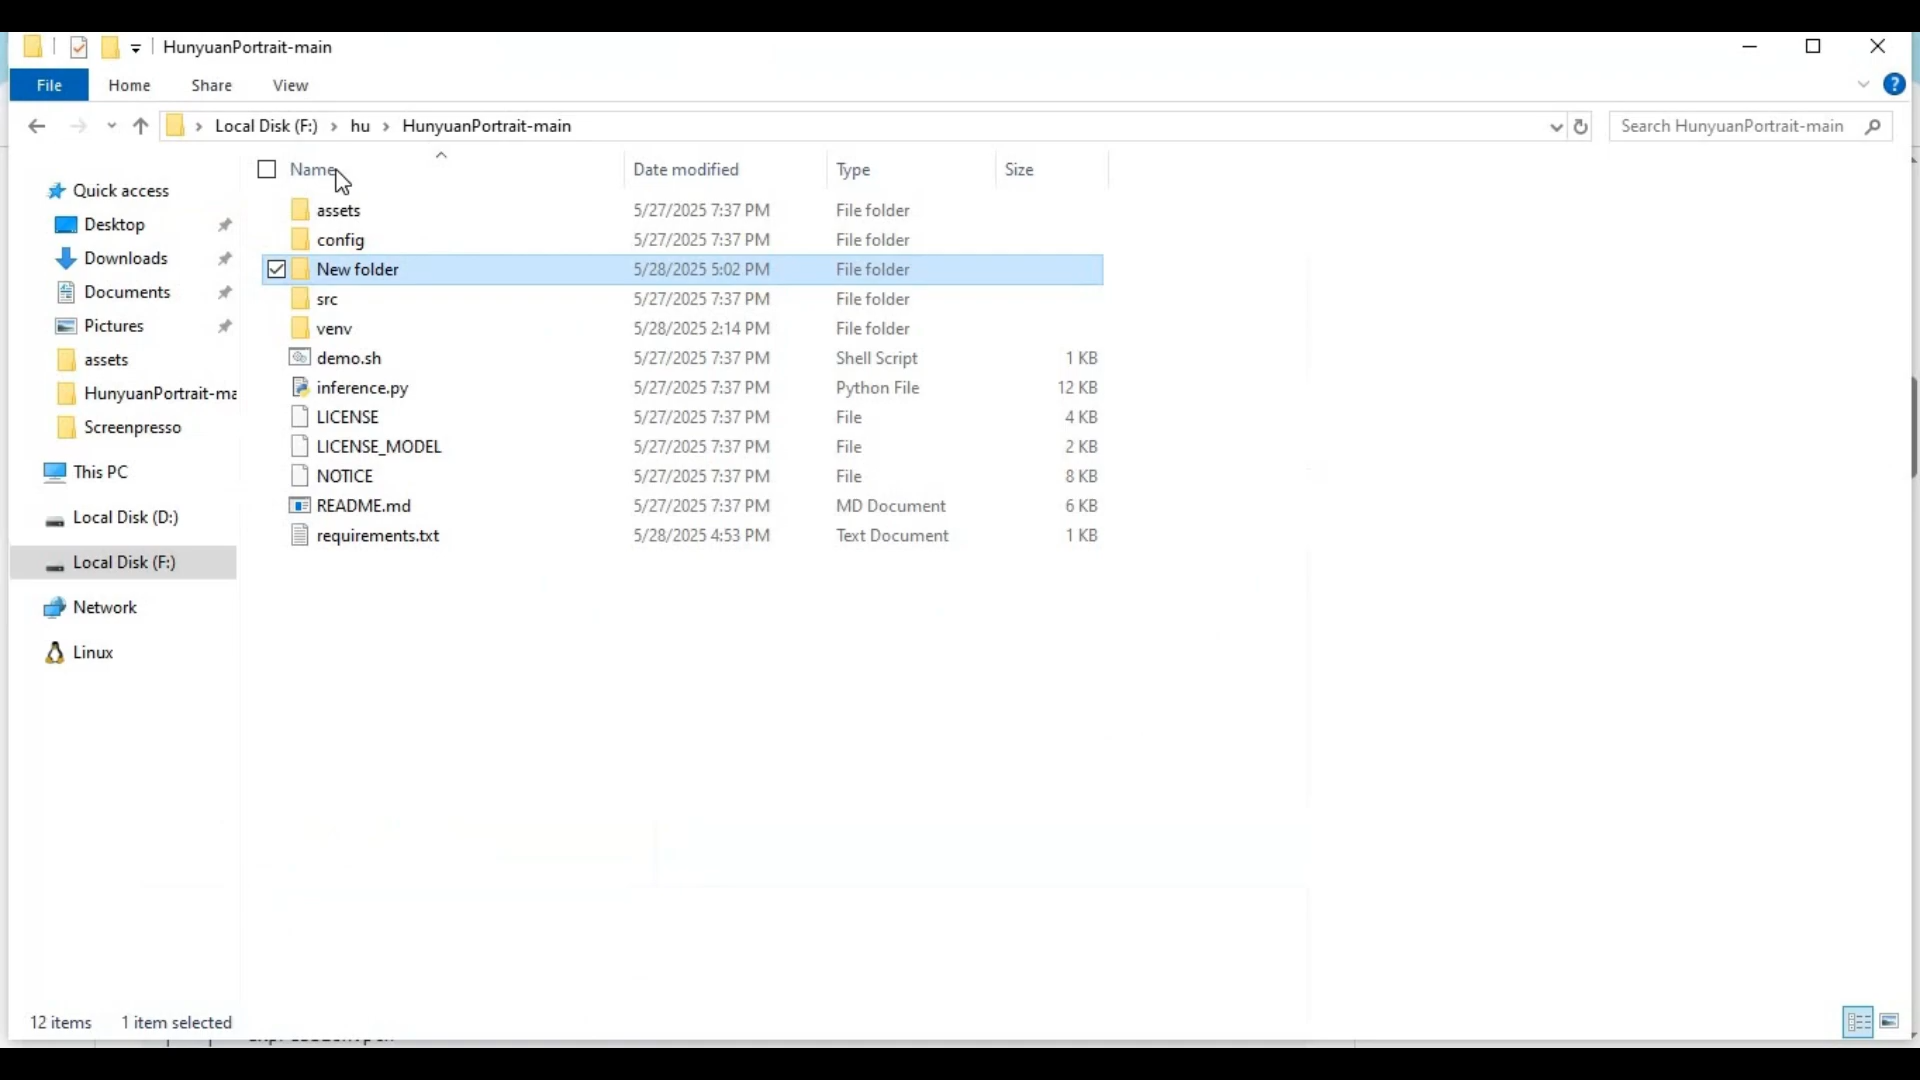 HunyuanPortrait-main
File Home Share View
Local Disk (F:) hu HunyuanPortrait-main Search HunyuanPortrait-main
Name Date modified Type Size
Quick access
Desktop
Downloads
Documents
Pictures
assets
HunyuanPortrait-ma
Screenpresso
This PC
Local Disk (D:)
Local Disk (F:)
Network
Linux
assets 5/27/2025 7:37 PM File folder
config 5/27/2025 7:37 PM File folder
New folder 5/28/2025 5:02 PM File folder
src 5/27/2025 7:37 PM File folder
venv 5/28/2025 2:14 PM File folder
demo.sh 5/27/2025 7:37 PM Shell Script 1 KB
inference.py 5/27/2025 7:37 PM Python File 12 KB
LICENSE 5/27/2025 7:37 PM File 4 KB
LICENSE_MODEL 5/27/2025 7:37 PM File 2 KB
NOTICE 5/27/2025 7:37 PM File 8 KB
README.md 5/27/2025 7:37 PM MD Document 6 KB
requirements.txt 5/28/2025 4:53 PM Text Document 1 KB
12 items 1 item selected